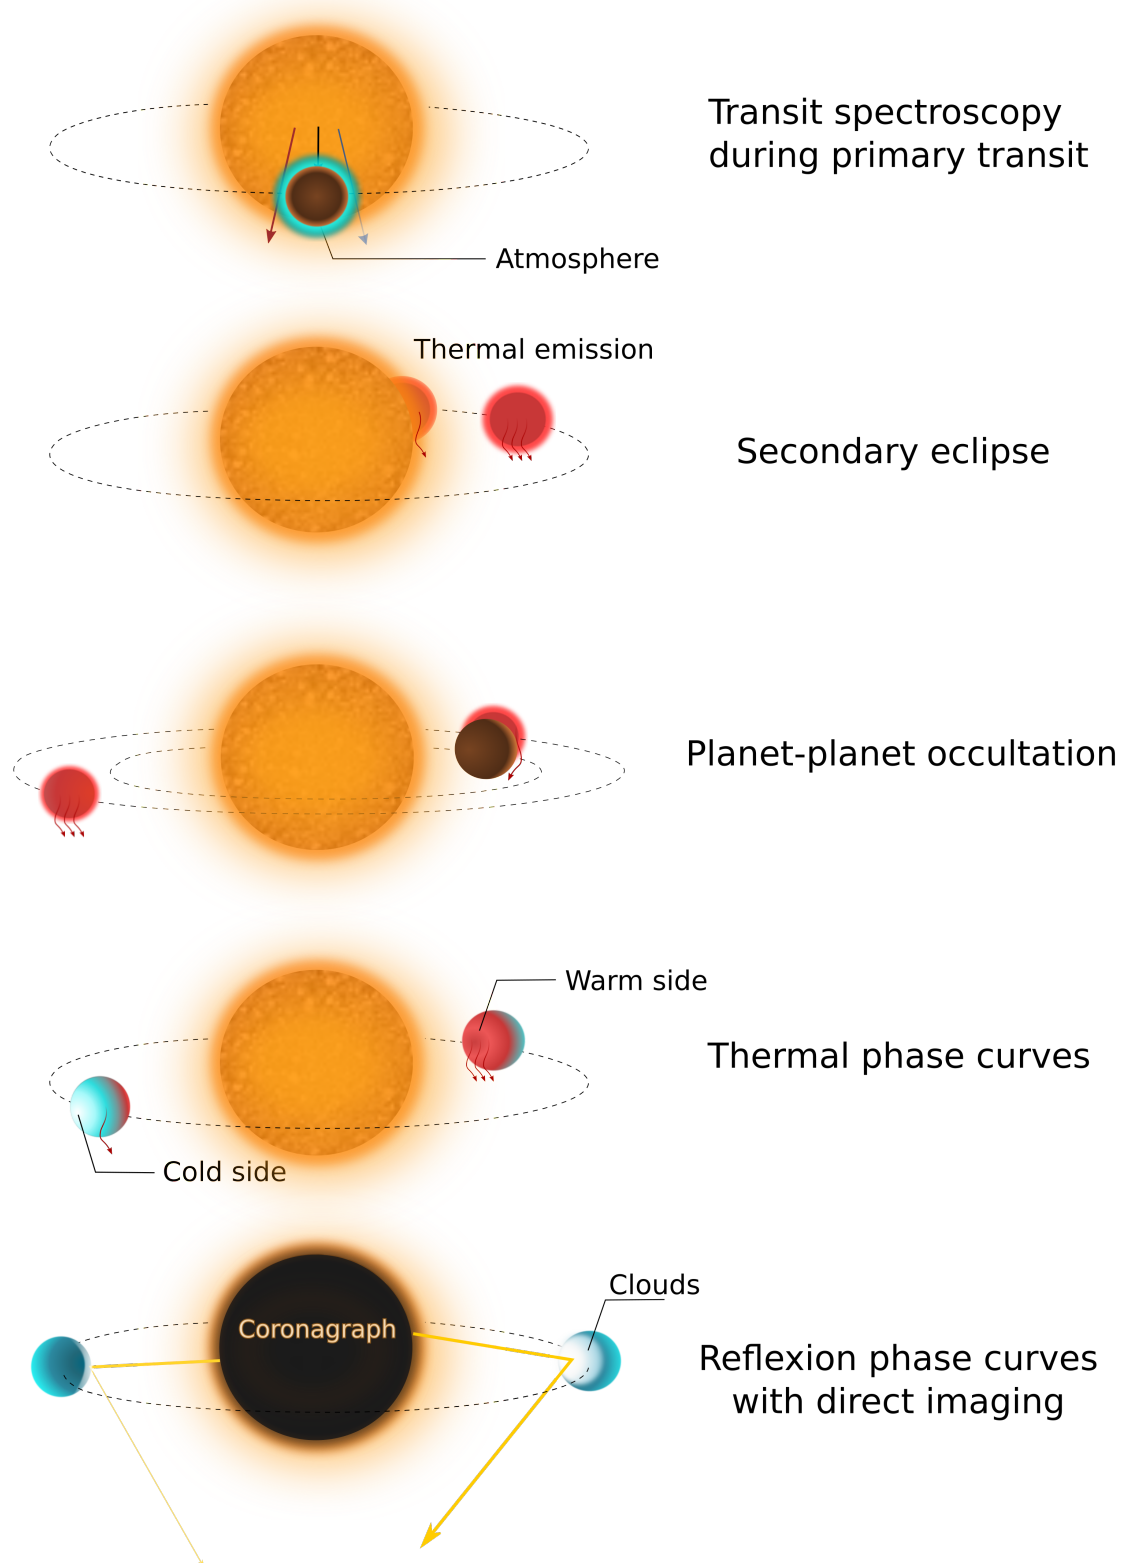 Transit spectroscopy
during primary transit
Atmosphere
Thermal emission
Secondary eclipse
Planet-planet occultation
Warm side
Thermal phase curves
Cold side
Clouds
Coronagraph
Reflexion phase curves
with direct imaging